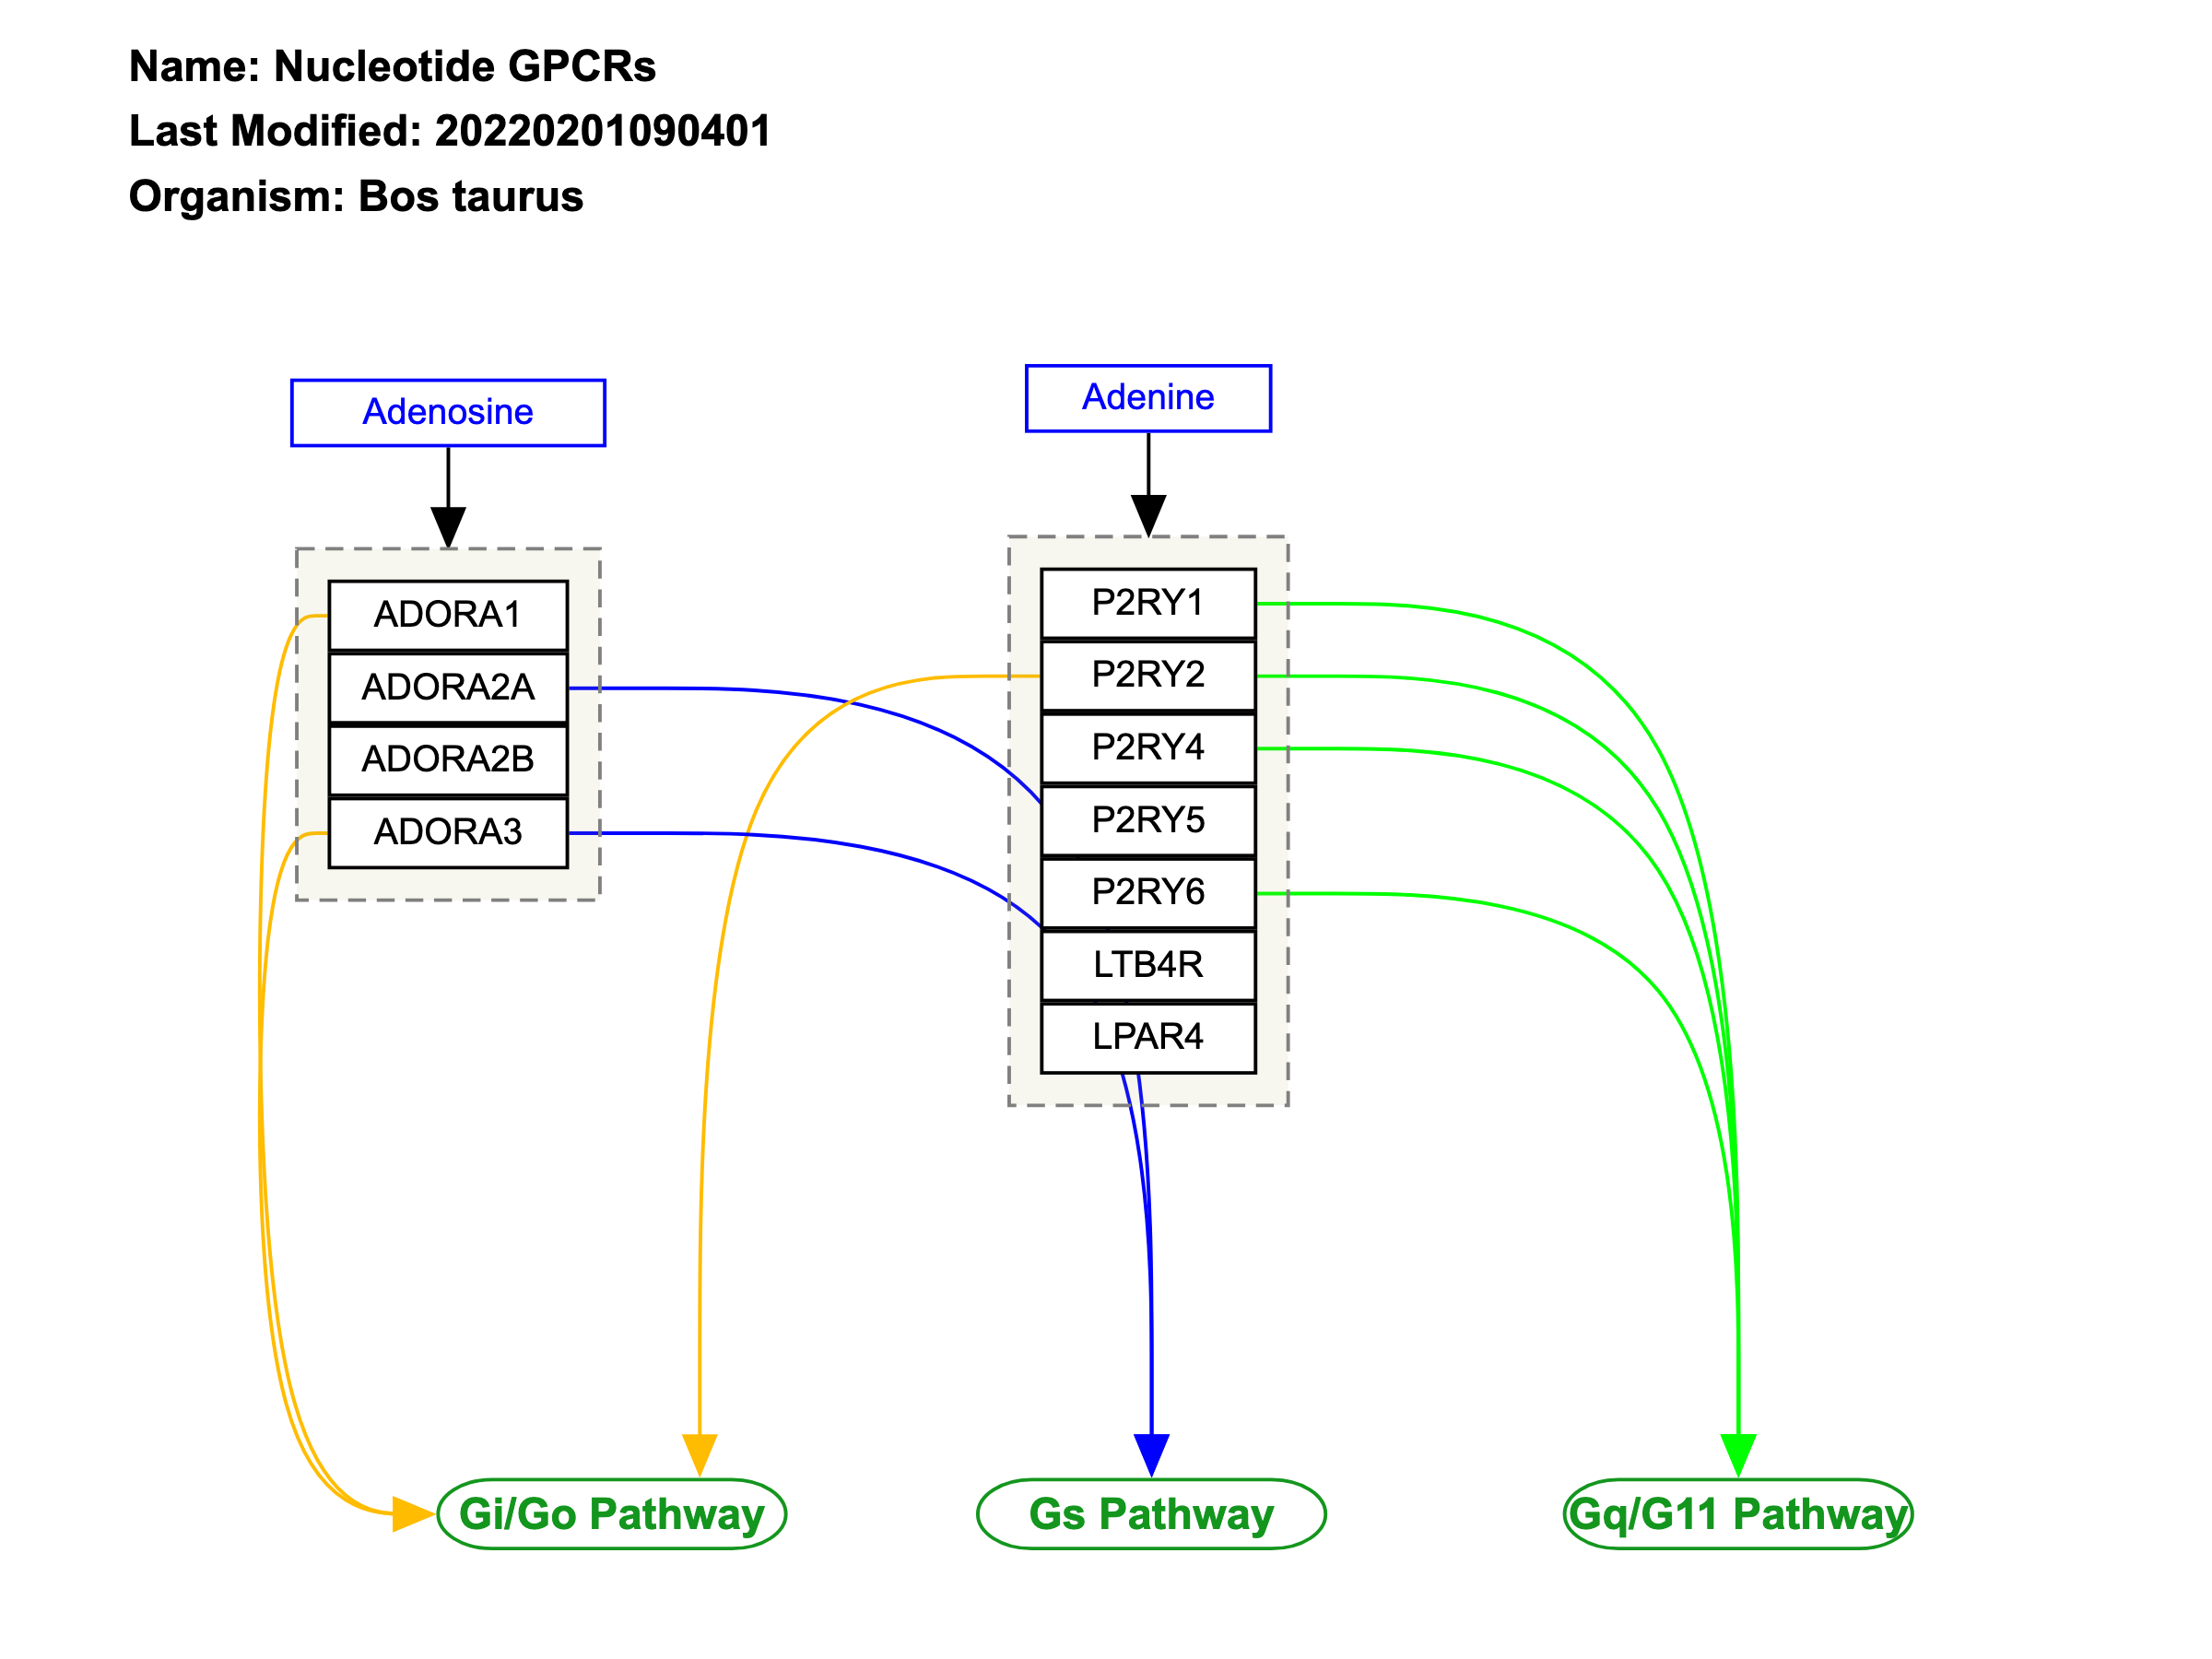 Name: Nucleotide GPCRs
Last Modified: 20220201090401
Organism: Bos taurus
Adenosine
Adenine
ADORA1
ADORA2A
ADORA2B
ADORA3
P2RY1
P2RY2
P2RY4
P2RY5
P2RY6
LTB4R
LPAR4
Gi/Go Pathway
Gs Pathway
Gq/G11 Pathway